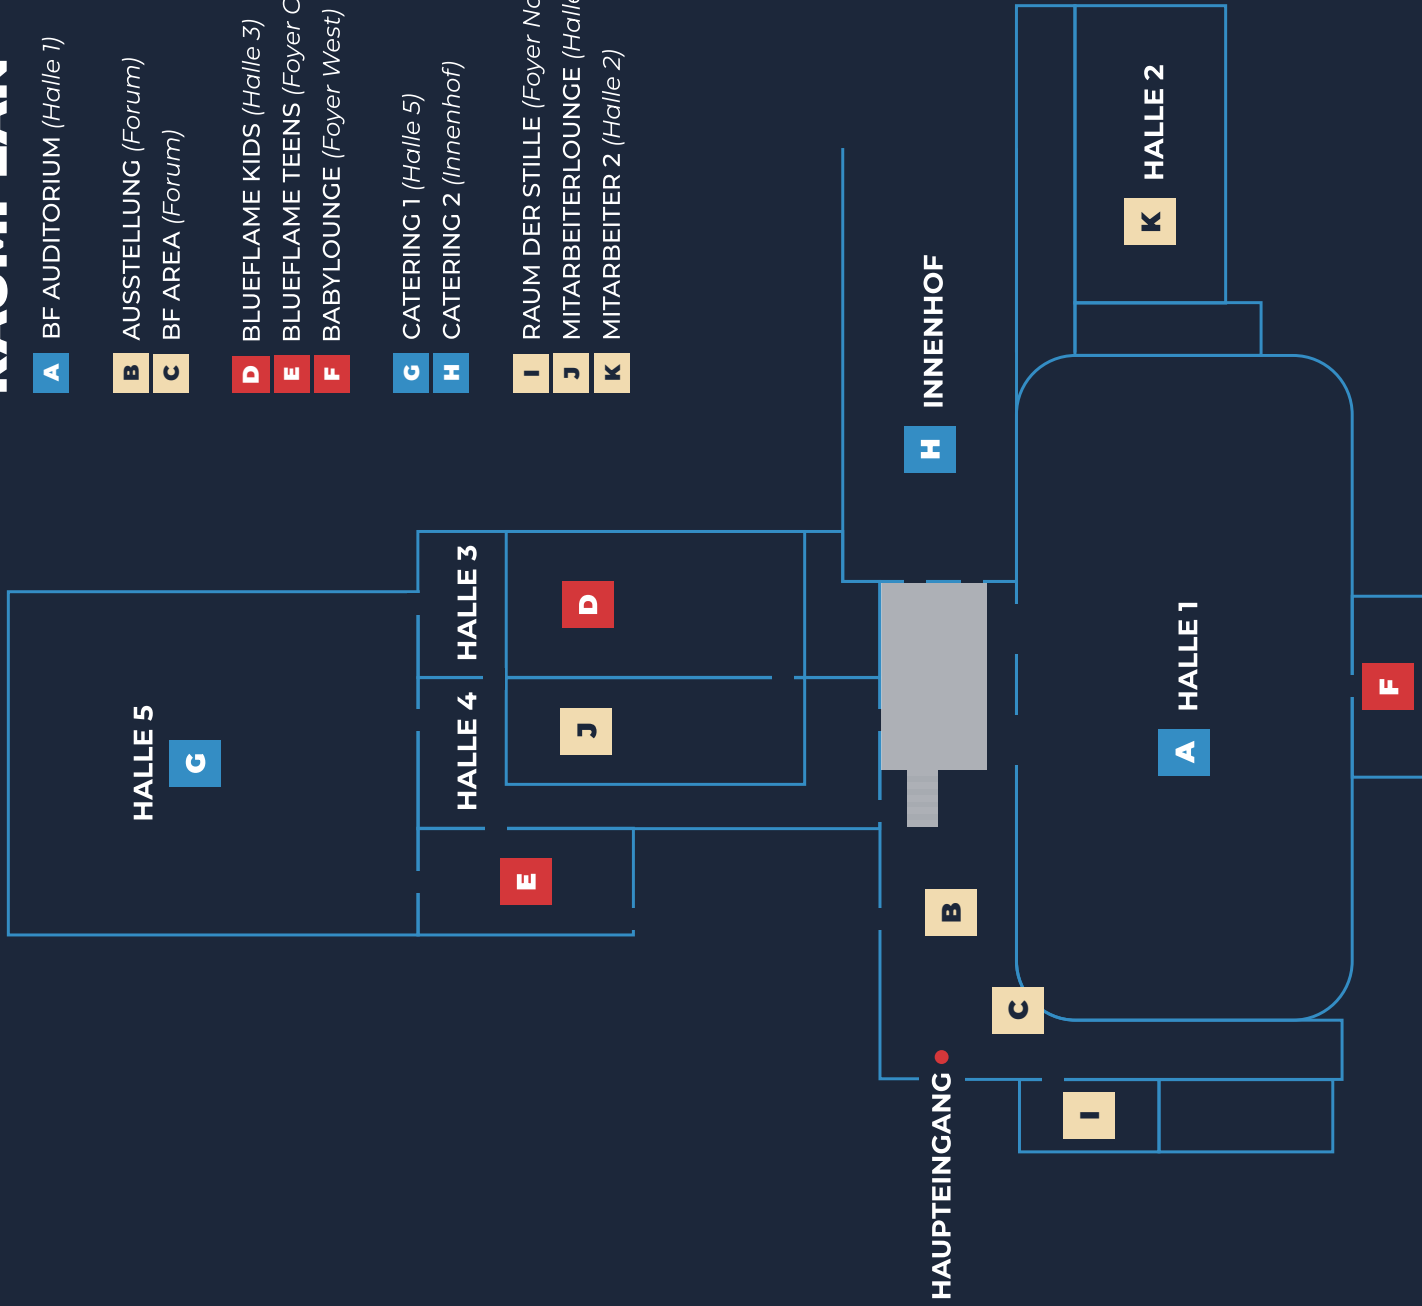 A BF AUDITORIUM (Halle 1)
B AUSSTELLUNG (Forum)
C BF AREA (Forum)
D BLUEFLAME KIDS (Halle 3)
E BLUEFLAME TEENS (Foyer C
F BABYLOUNGE (Foyer West)
G CATERING 1 (Halle 5)
H CATERING 2 (Innenhof)
I RAUM DER STILLE (Foyer No
J MITARBEITERLOUNGE (Halle
K MITARBEITER 2 (Halle 2)
HALLE 5
G
HALLE 4
HALLE 3
E
J
D
HAUPTEINGANG
B
H INNENHOF
C
I
A HALLE 1
K HALLE 2
F